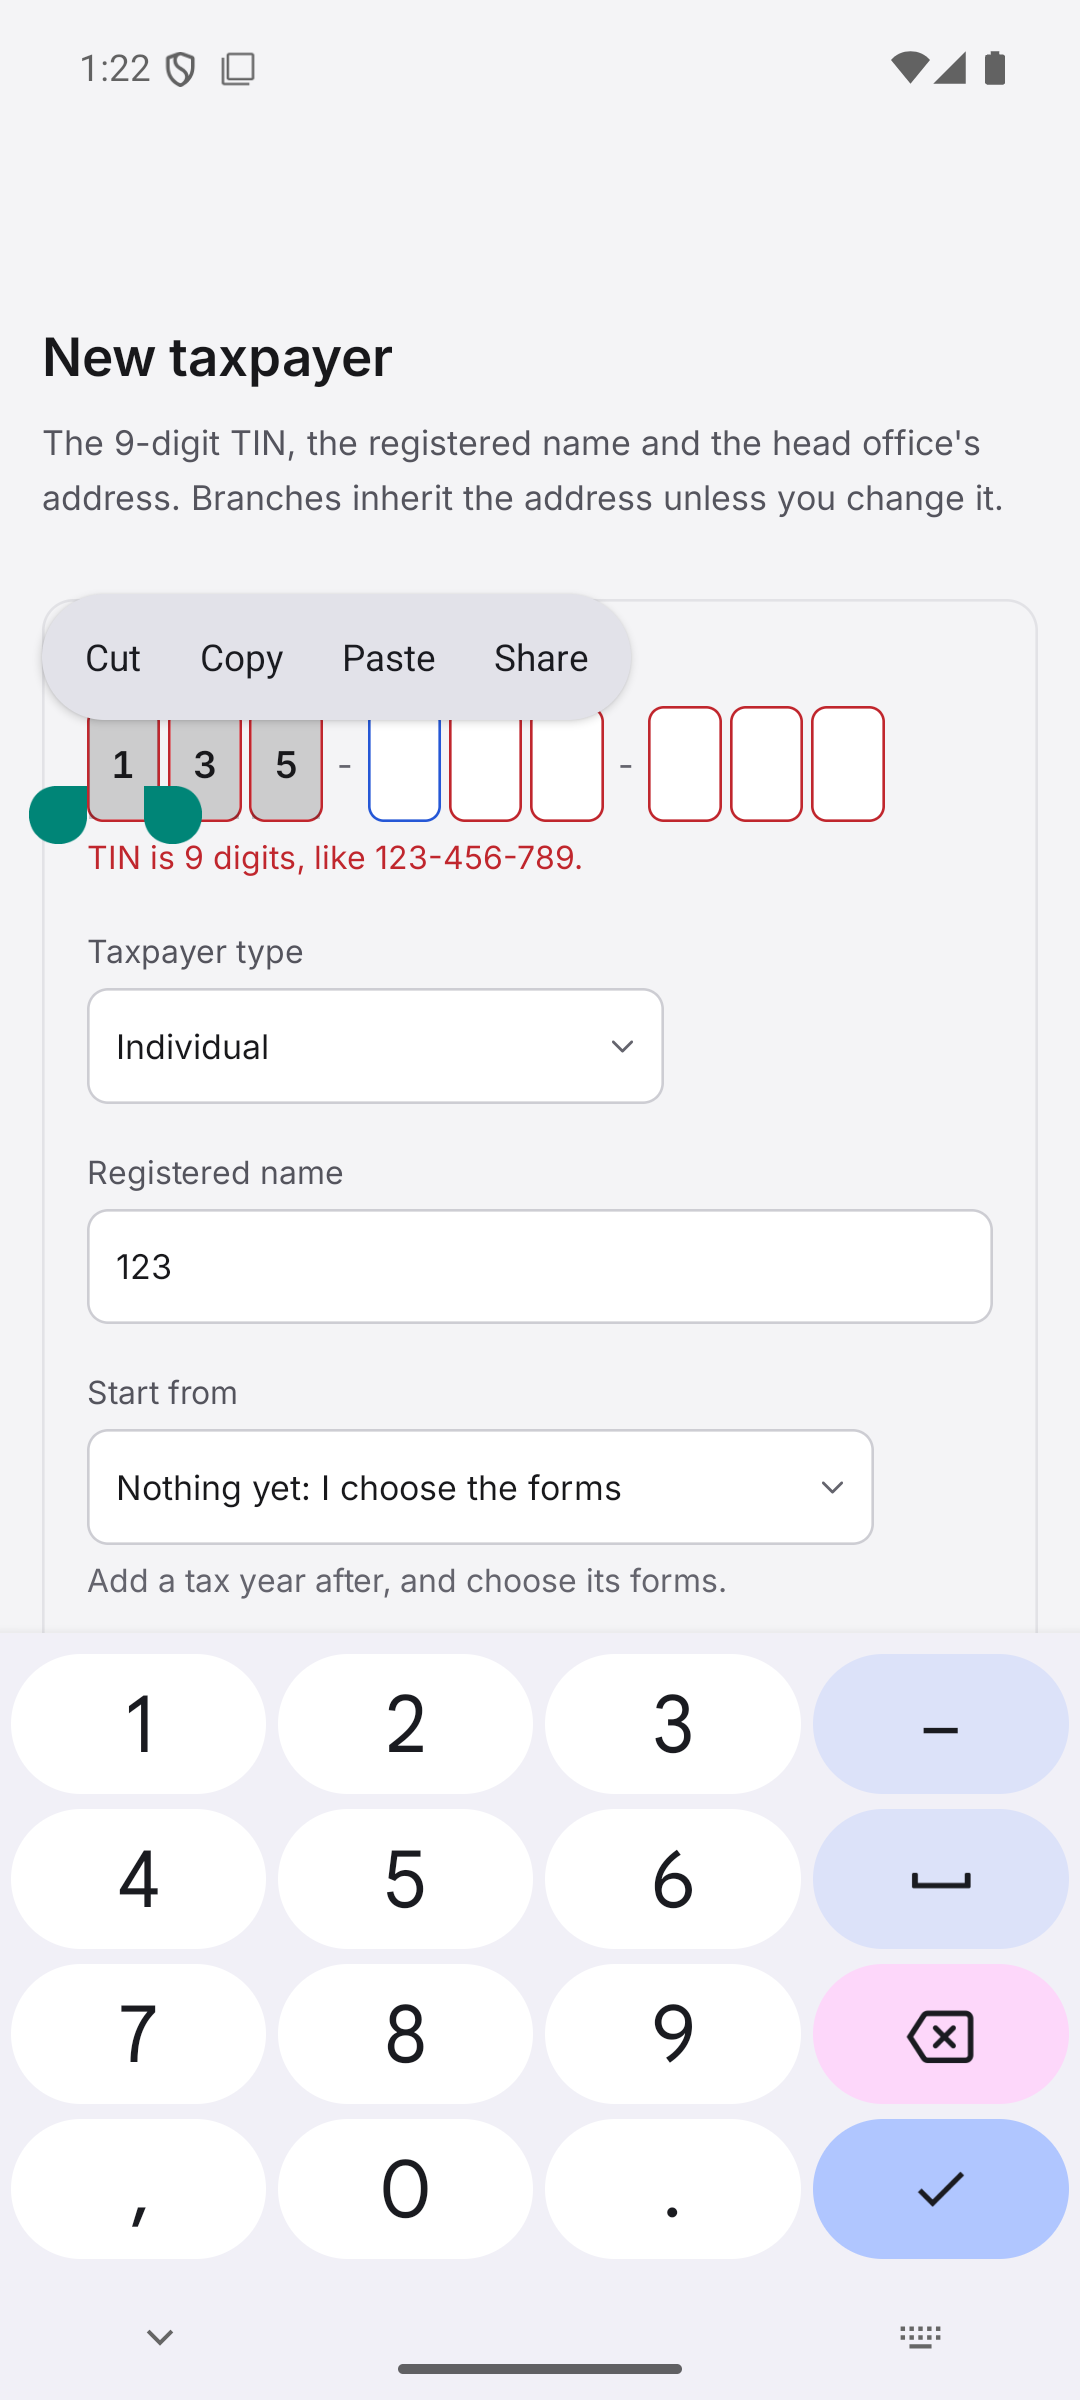 1:22
New taxpayer
The 9-digit TIN, the registered name and the head office's
address. Branches inherit the address unless you change it.
Cut Copy Paste Share
1 3 5 - -
TIN is 9 digits, like 123-456-789.
Taxpayer type
Individual
Registered name
123
Start from
Nothing yet: I choose the forms
Add a tax year after, and choose its forms.
1 2 3 –
4 5 6
7 8 9
, 0 .